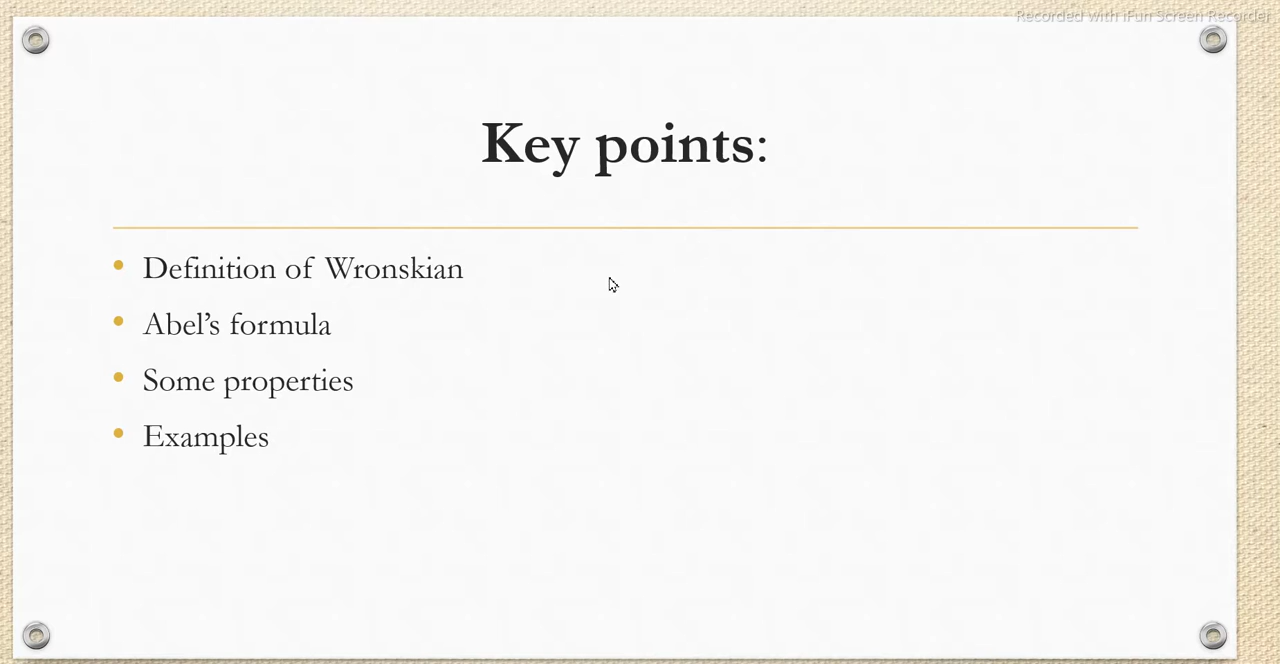 Recorded with iFun Screen Recorder
Key points:
• Definition of Wronskian
• Abel’s formula
• Some properties
• Examples